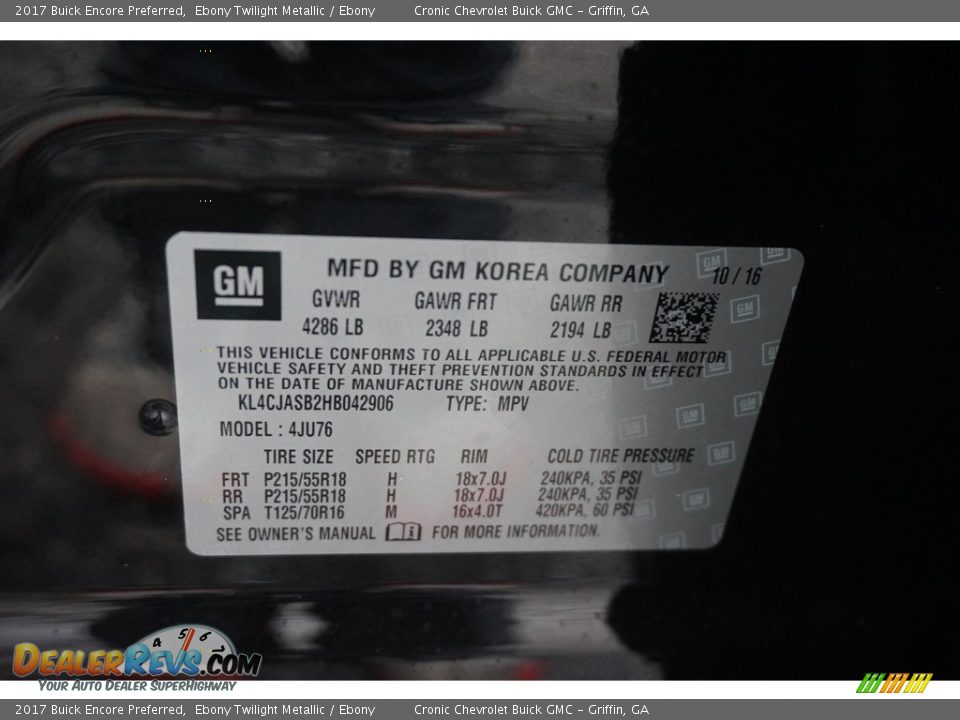 2017 Buick Encore Preferred, Ebony Twilight Metallic / Ebony Cronic Chevrolet Buick GMC – Griffin, GA
GM MFD BY GM KOREA COMPANY 10 / 16
GVWR GAWR FRT GAWR RR
4286 LB 2348 LB 2194 LB
THIS VEHICLE CONFORMS TO ALL APPLICABLE U.S. FEDERAL MOTOR
VEHICLE SAFETY AND THEFT PREVENTION STANDARDS IN EFFECT
ON THE DATE OF MANUFACTURE SHOWN ABOVE.
KL4CJASB2HB042906 TYPE: MPV
MODEL : 4JU76
TIRE SIZE SPEED RTG RIM COLD TIRE PRESSURE
FRT P215/55R18 H 18x7.0J 240KPA, 35 PSI
RR P215/55R18 H 18x7.0J 240KPA, 35 PSI
SPA T125/70R16 M 16x4.0T 420KPA, 60 PSI
SEE OWNER'S MANUAL i FOR MORE INFORMATION.
4 5 6
DealerRevs.com
Your Auto Dealer SuperHighway
2017 Buick Encore Preferred, Ebony Twilight Metallic / Ebony Cronic Chevrolet Buick GMC – Griffin, GA